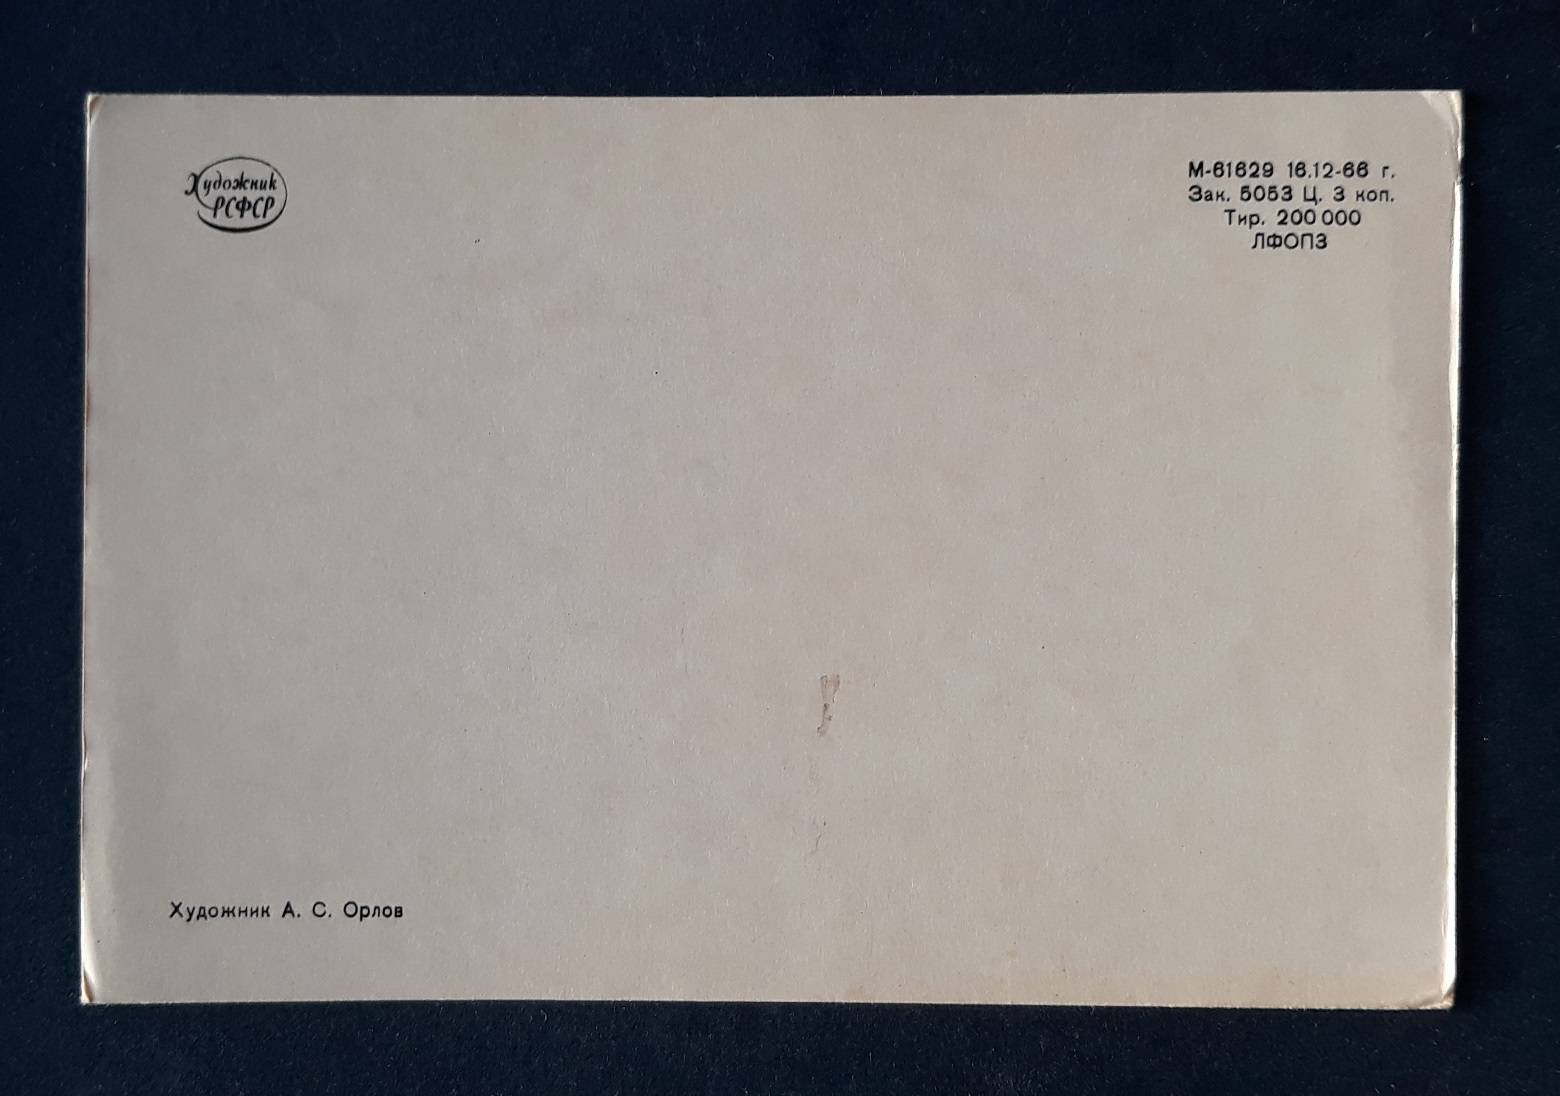 Художник
РСФСР
М-61629 16.12-66 г.
Зак. 5053 Ц. 3 коп.
Тир. 200 000
ЛФОПЗ
Художник А. С. Орлов